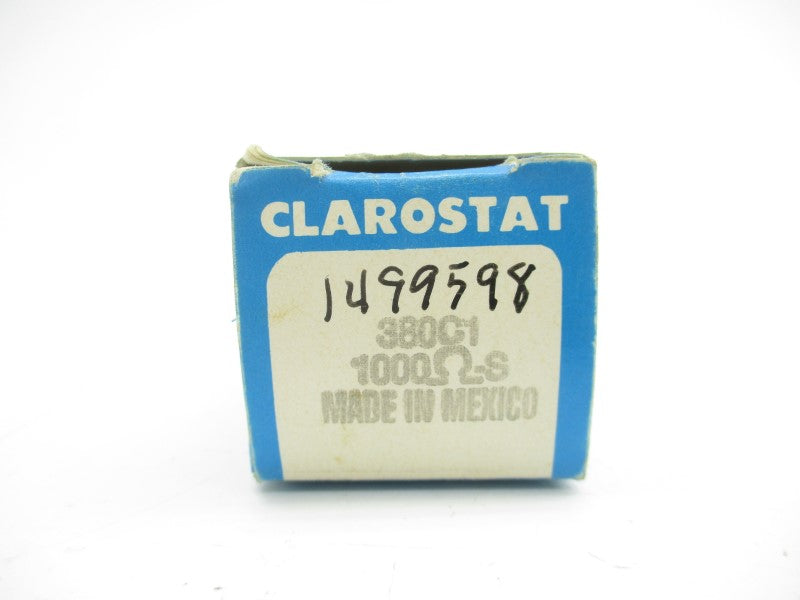 CLAROSTAT
1499598
380C1
1000Ω-S
MADE IN MEXICO